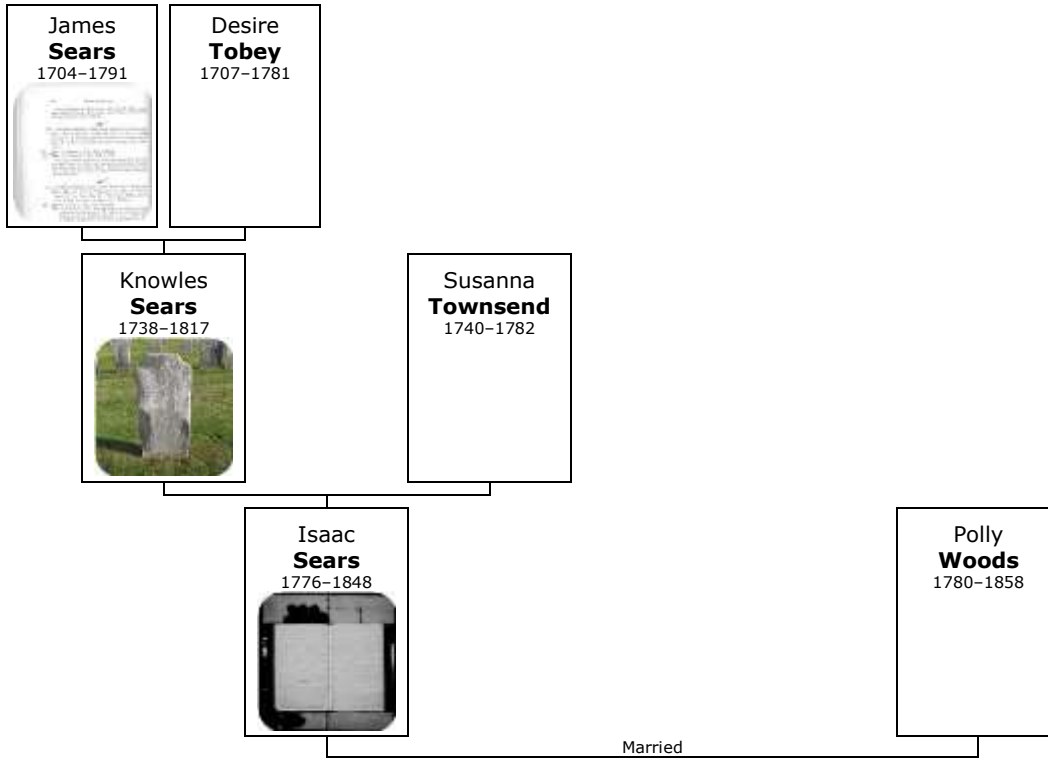 James
Sears
1704–1791
Desire
Tobey
1707–1781
Knowles
Sears
1738–1817
Susanna
Townsend
1740–1782
Isaac
Sears
1776–1848
Polly
Woods
1780–1858
Married